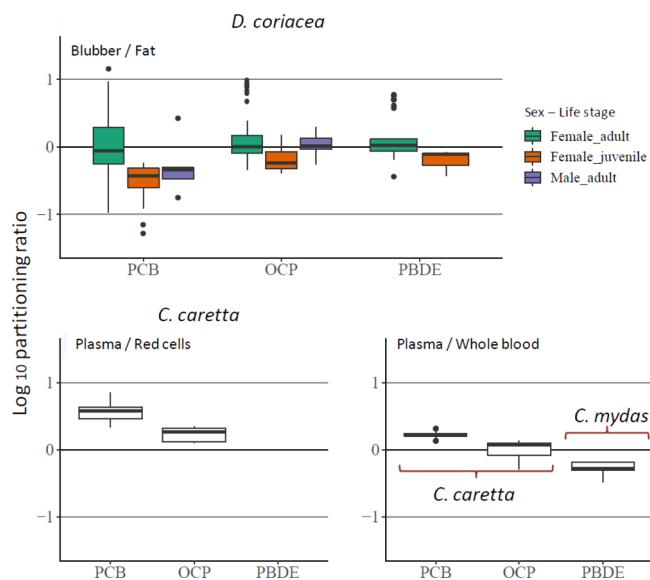 D. coriacea
Blubber / Fat
1
0
−1
PCB OCP PBDE
Sex – Life stage
Female_adult
Female_juvenile
Male_adult
Log 10 partitioning ratio
C. caretta
Plasma / Red cells
1
0
−1
PCB OCP PBDE
Plasma / Whole blood
1
0
−1
C. mydas
C. caretta
PCB OCP PBDE